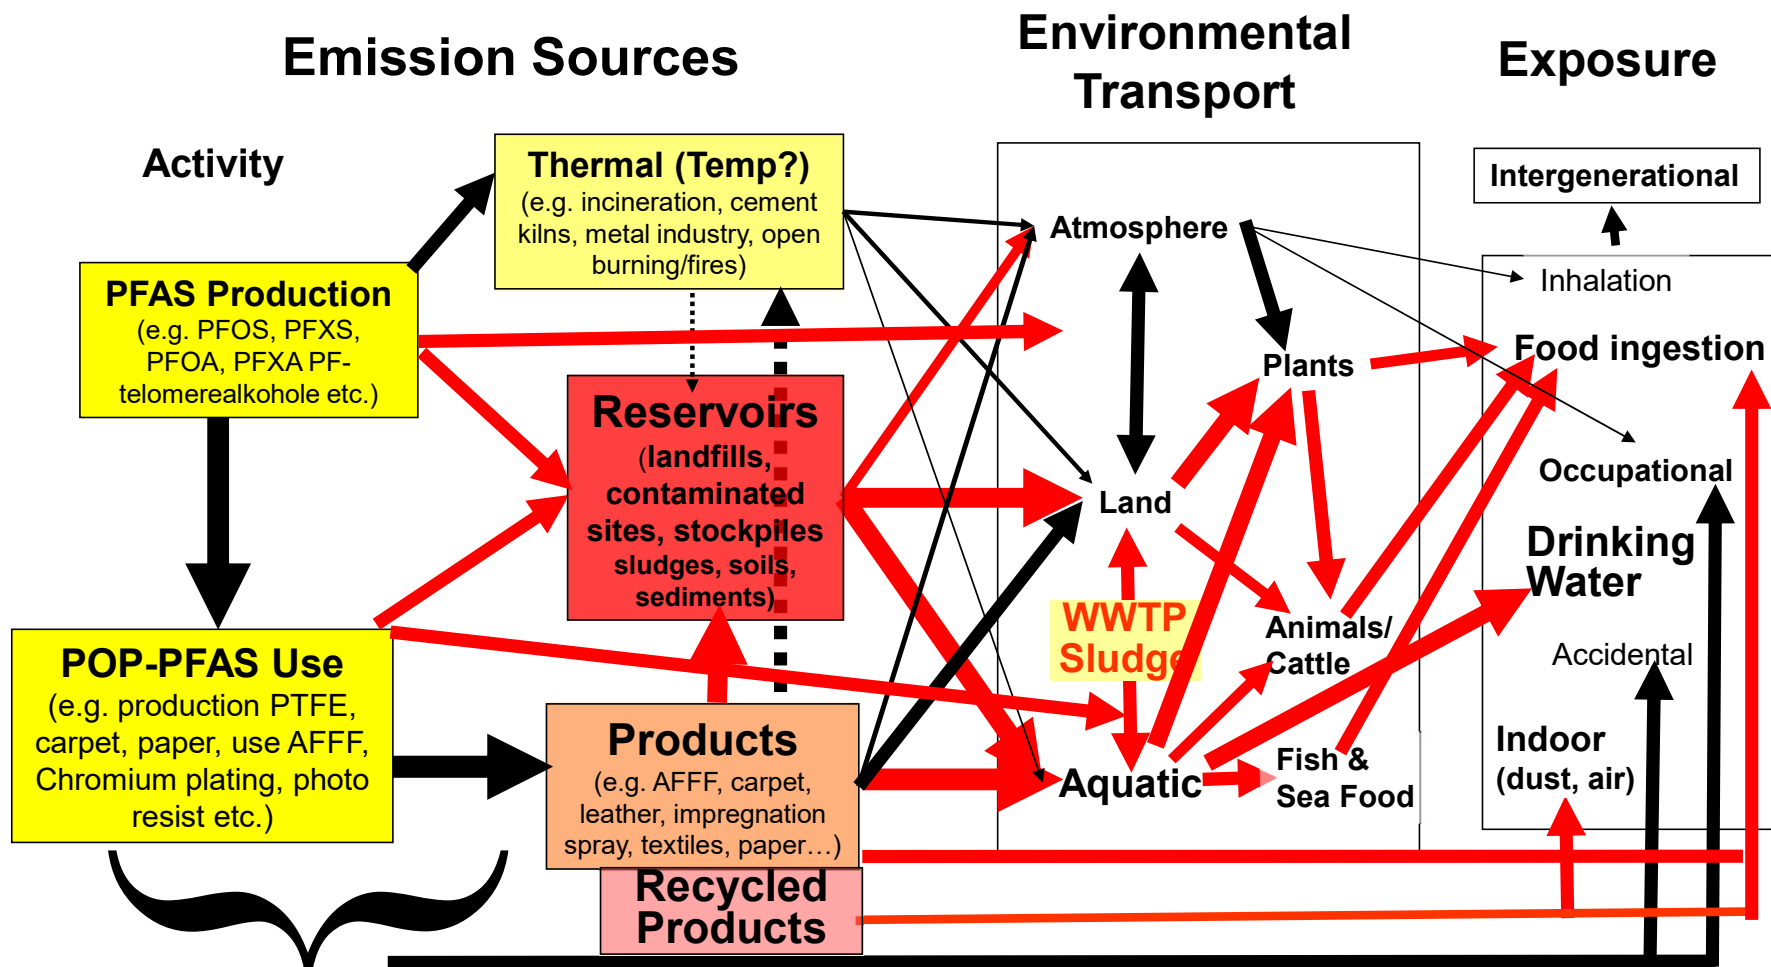 Emission Sources
Environmental
Transport
Exposure
Activity
Thermal (Temp?)
(e.g. incineration, cement
kilns, metal industry, open
burning/fires)
PFAS Production
(e.g. PFOS, PFXS,
PFOA, PFXA PF-
telomerealkohole etc.)
Reservoirs
(landfills,
contaminated
sites, stockpiles
sludges, soils,
sediments)
POP-PFAS Use
(e.g. production PTFE,
carpet, paper, use AFFF,
Chromium plating, photo
resist etc.)
Products
(e.g. AFFF, carpet,
leather, impregnation
spray, textiles, paper…)
Recycled
Products
Atmosphere
Plants
Land
WWTP
Sludge
Animals/
Cattle
Aquatic
Fish &
Sea Food
Intergenerational
Inhalation
Food ingestion
Occupational
Drinking
Water
Accidental
Indoor
(dust, air)